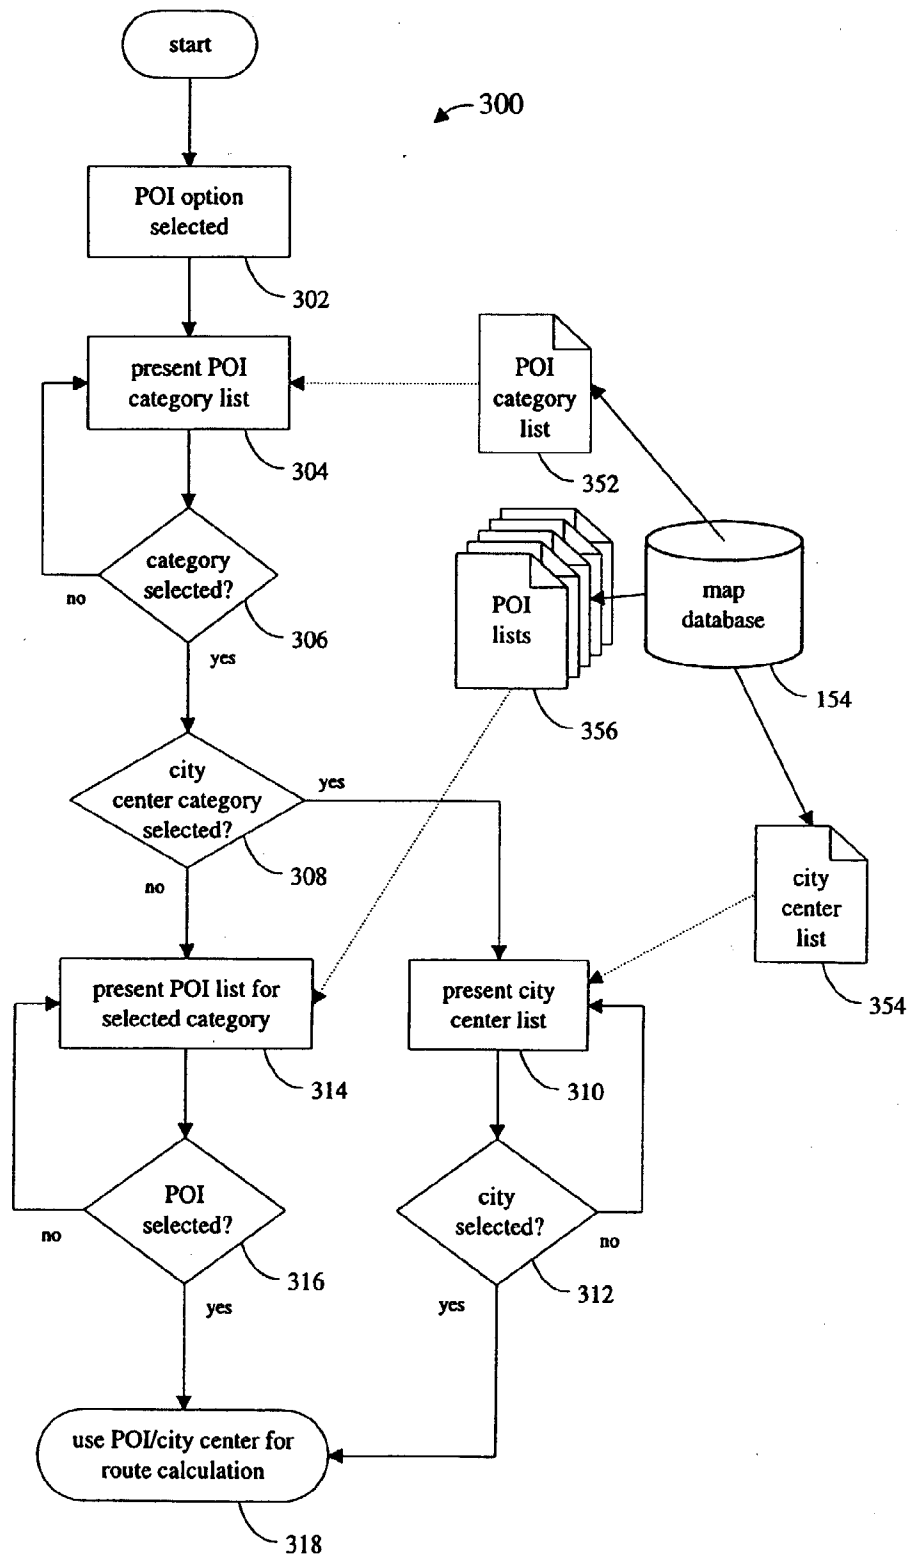 start
300
POI option
selected
302
present POI
category list
304
POI
category
list
352
category
selected?
no
306
yes
POI
lists
356
map
database
154
city
center category
selected?
yes
308
no
city
center
list
354
present POI list for
selected category
314
present city
center list
310
POI
selected?
no
316
yes
city
selected?
no
312
yes
use POI/city center for
route calculation
318